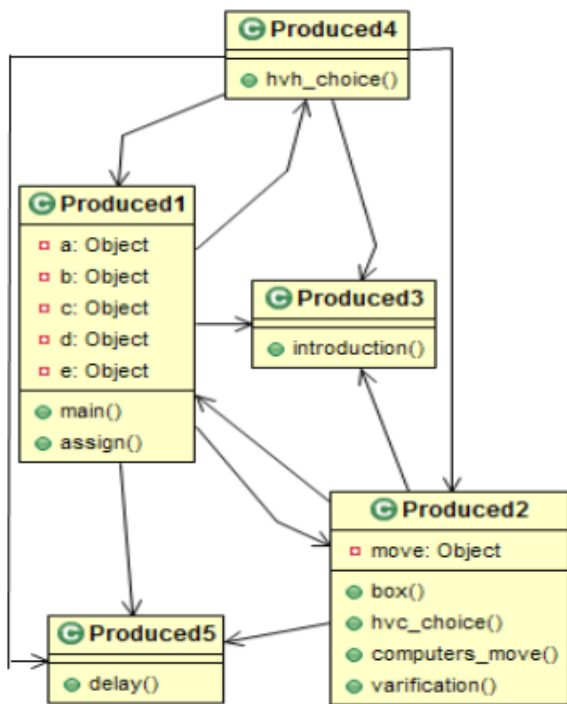 Produced4
hvh_choice()
Produced1
a: Object
b: Object
c: Object
d: Object
e: Object
main()
assign()
Produced3
introduction()
Produced2
move: Object
box()
hvc_choice()
computers_move()
varification()
Produced5
delay()